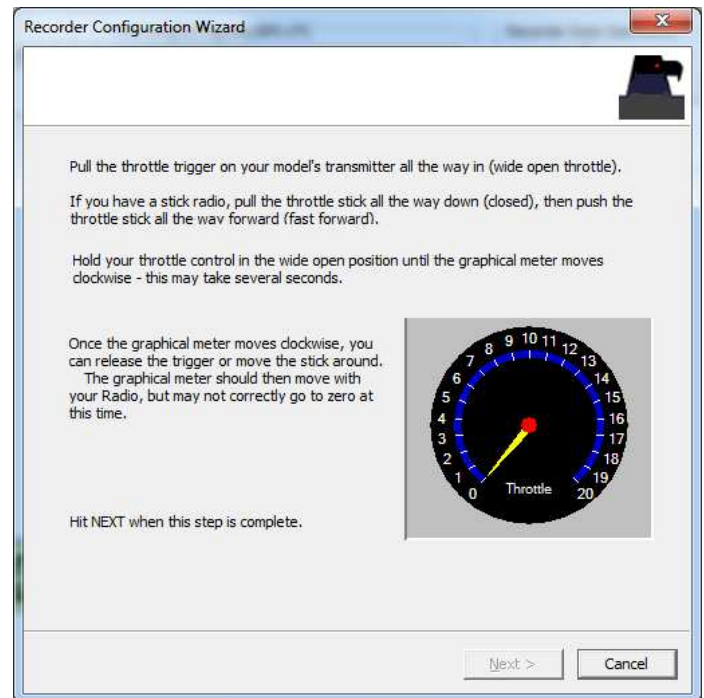 Recorder Configuration Wizard
Pull the throttle trigger on your model's transmitter all the way in (wide open throttle).
If you have a stick radio, pull the throttle stick all the way down (closed), then push the
throttle stick all the way forward (fast forward).
Hold your throttle control in the wide open position until the graphical meter moves
clockwise - this may take several seconds.
Once the graphical meter moves clockwise, you
can release the trigger or move the stick around.
The graphical meter should then move with
your Radio, but may not correctly go to zero at
this time.
0 1 2 3 4 5 6 7 8 9 10 11 12 13 14 15 16 17 18 19 20
Throttle
Hit NEXT when this step is complete.
Next >
Cancel